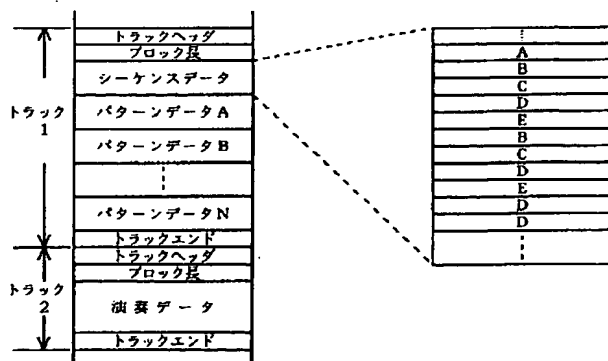 トラックヘッダ
ブロック長
シーケンスデータ
パターンデータA
パターンデータB
パターンデータN
トラックエンド
トラックヘッダ
ブロック長
演奏データ
トラックエンド
トラック
1
トラック
2
A
B
C
D
E
B
C
D
E
D
D